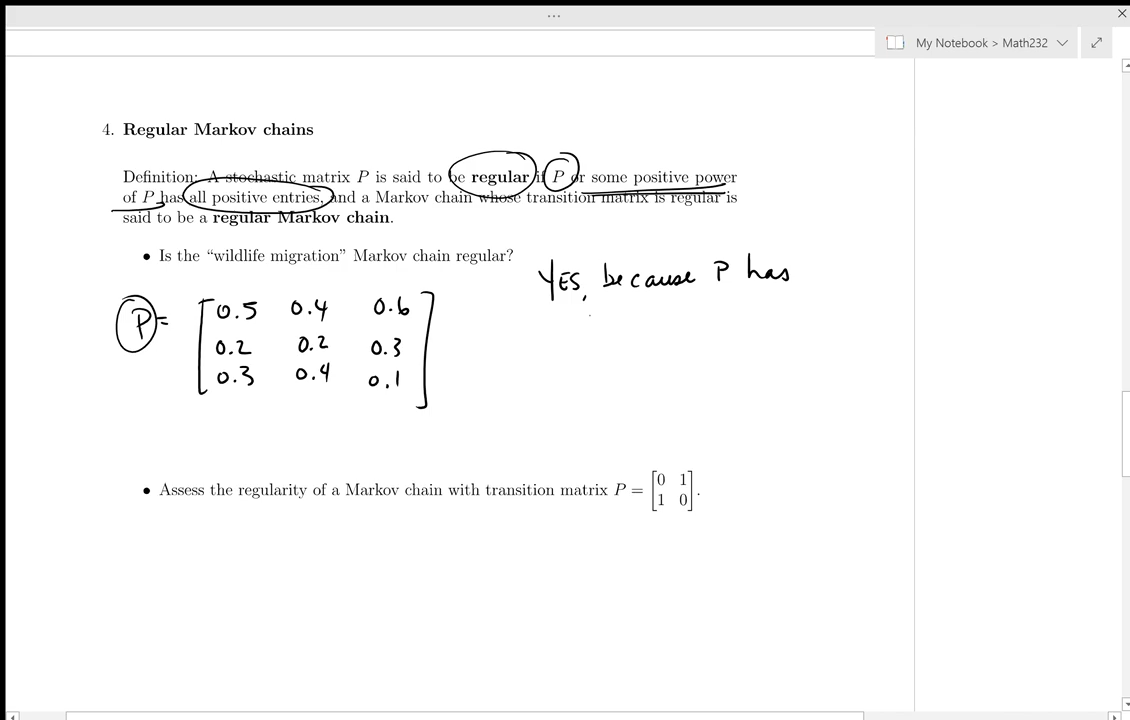 My Notebook > Math232
4. Regular Markov chains
Definition: A stochastic matrix P is said to be regular if P or some positive power
of P has all positive entries, and a Markov chain whose transition matrix is regular is
said to be a regular Markov chain.
• Is the “wildlife migration” Markov chain regular?
YES, because P has
P =
0.5 0.4 0.6
0.2 0.2 0.3
0.3 0.4 0.1
• Assess the regularity of a Markov chain with transition matrix P = [0 1
1 0].